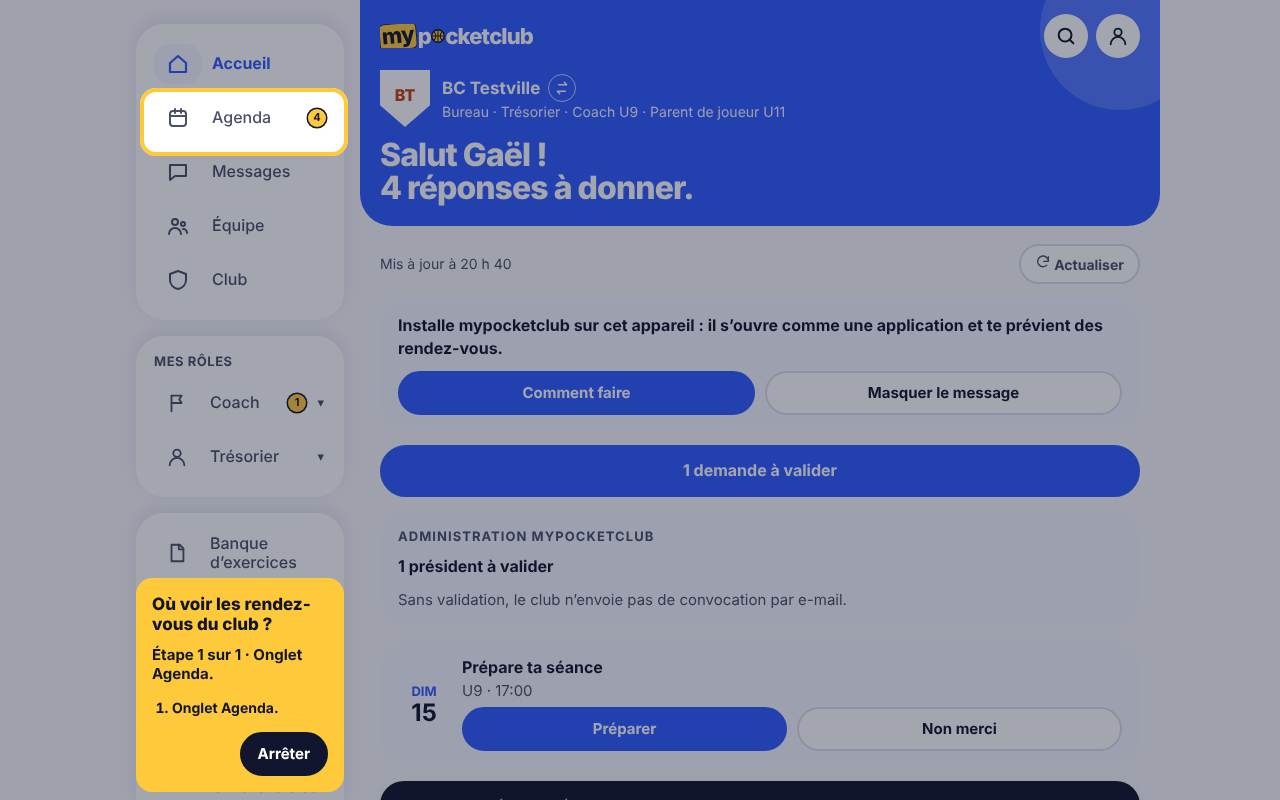 Accueil
Agenda
4
Messages
Équipe
Club
MES RÔLES
Coach
1
Trésorier
Banque
d’exercices
Où voir les rendez-
vous du club ?
Étape 1 sur 1 · Onglet
Agenda.
1. Onglet Agenda.
Arrêter
mypocketclub
BT
BC Testville
Bureau · Trésorier · Coach U9 · Parent de joueur U11
Salut Gaël !
4 réponses à donner.
Mis à jour à 20 h 40
Actualiser
Installe mypocketclub sur cet appareil : il s’ouvre comme une application et te prévient des
rendez-vous.
Comment faire
Masquer le message
1 demande à valider
ADMINISTRATION MYPOCKETCLUB
1 président à valider
Sans validation, le club n’envoie pas de convocation par e-mail.
DIM
15
Prépare ta séance
U9 · 17:00
Préparer
Non merci